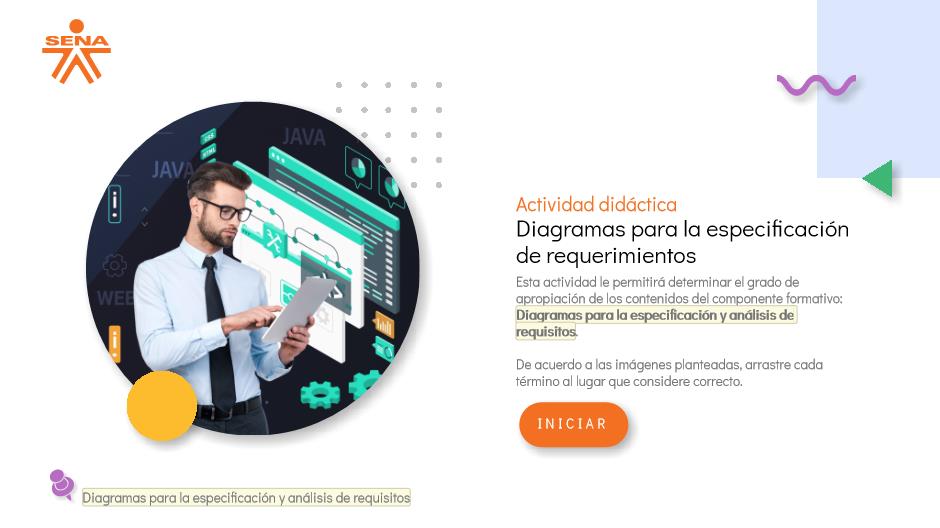 SENA
JAVA
CSS
HTML
JAVA
WEB
Actividad didáctica
Diagramas para la especificación
de requerimientos
Esta actividad le permitirá determinar el grado de
apropiación de los contenidos del componente formativo:
Diagramas para la especificación y análisis de
requisitos.
De acuerdo a las imágenes planteadas, arrastre cada
término al lugar que considere correcto.
INICIAR
Diagramas para la especificación y análisis de requisitos